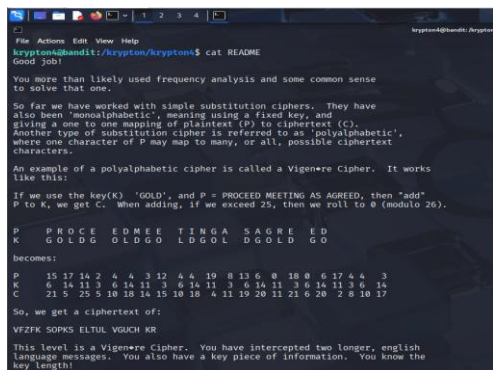 1 2 3 4
krypton4@bandit: /krypton
File Actions Edit View Help
krypton4@bandit:/krypton/krypton4$ cat README
Good job!
You more than likely used frequency analysis and some common sense
to solve that one.
So far we have worked with simple substitution ciphers. They have
also been 'monoalphabetic', meaning using a fixed key, and
giving a one to one mapping of plaintext (P) to ciphertext (C).
Another type of substitution cipher is referred to as 'polyalphabetic',
where one character of P may map to many, or all, possible ciphertext
characters.
An example of a polyalphabetic cipher is called a Vigen�re Cipher. It works
like this:
If we use the key(K) 'GOLD', and P = PROCEED MEETING AS AGREED, then "add"
P to K, we get C. When adding, if we exceed 25, then we roll to 0 (modulo 26).
P P R O C E E D M E E T I N G A S A G R E E D
K G O L D G O L D G O L D G O L D G O L D G O
becomes:
P 15 17 14 2 4 4 3 12 4 4 19 8 13 6 0 18 0 6 17 4 4 3
K 6 14 11 3 6 14 11 3 6 14 11 3 6 14 11 3 6 14 11 3 6 14
C 21 5 25 5 10 18 14 15 10 18 4 11 19 20 11 21 6 20 2 8 10 17
So, we get a ciphertext of:
VFZFK SOPKS ELTUL VGUCH KR
This level is a Vigen�re Cipher. You have intercepted two longer, english
language messages. You also have a key piece of information. You know the
key length!